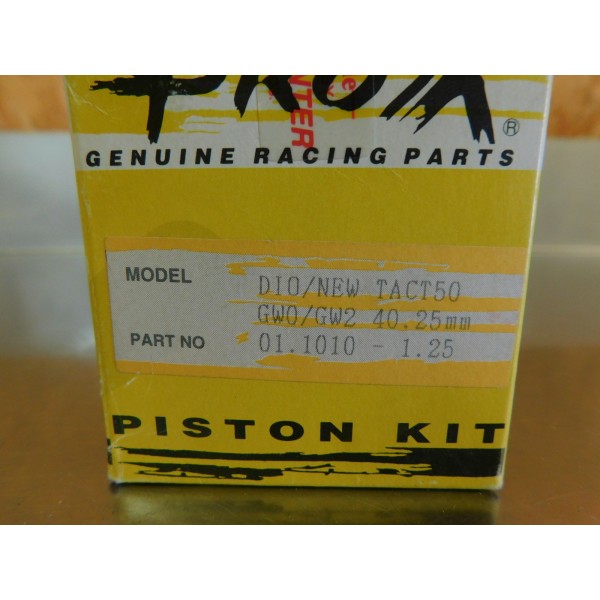 PROX
®
GENUINE RACING PARTS
MODEL DIO/NEW TACT50
GW0/GW2 40.25mm
PART NO 01.1010 - 1.25
PISTON KIT